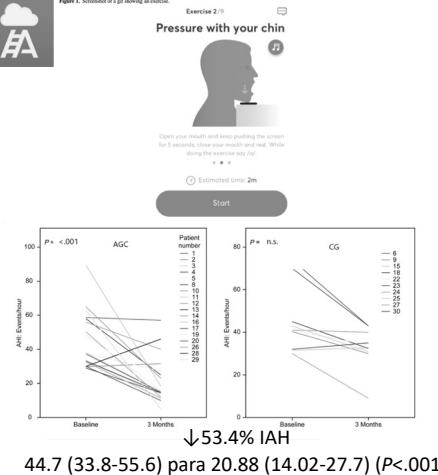 Figure 1. Screenshot of a gif showing an exercise.
Exercise 2/9
Pressure with your chin
Open your mouth and keep pushing the screen
for 5 seconds, close your mouth and rest. While
doing the exercise say /a/
Estimated time: 2m
Start
P= <.001
AGC
Patient
number
1
2
3
4
5
8
10
11
12
13
14
16
17
19
20
26
28
29
AHI: Events/hour
100
80
60
40
20
0
Baseline
3 Months
P= n.s.
CG
6
9
15
18
22
23
24
25
27
30
AHI: Events/hour
80
60
40
20
0
Baseline
3 Months
↓53.4% IAH
44.7 (33.8-55.6) para 20.88 (14.02-27.7) (P<.001